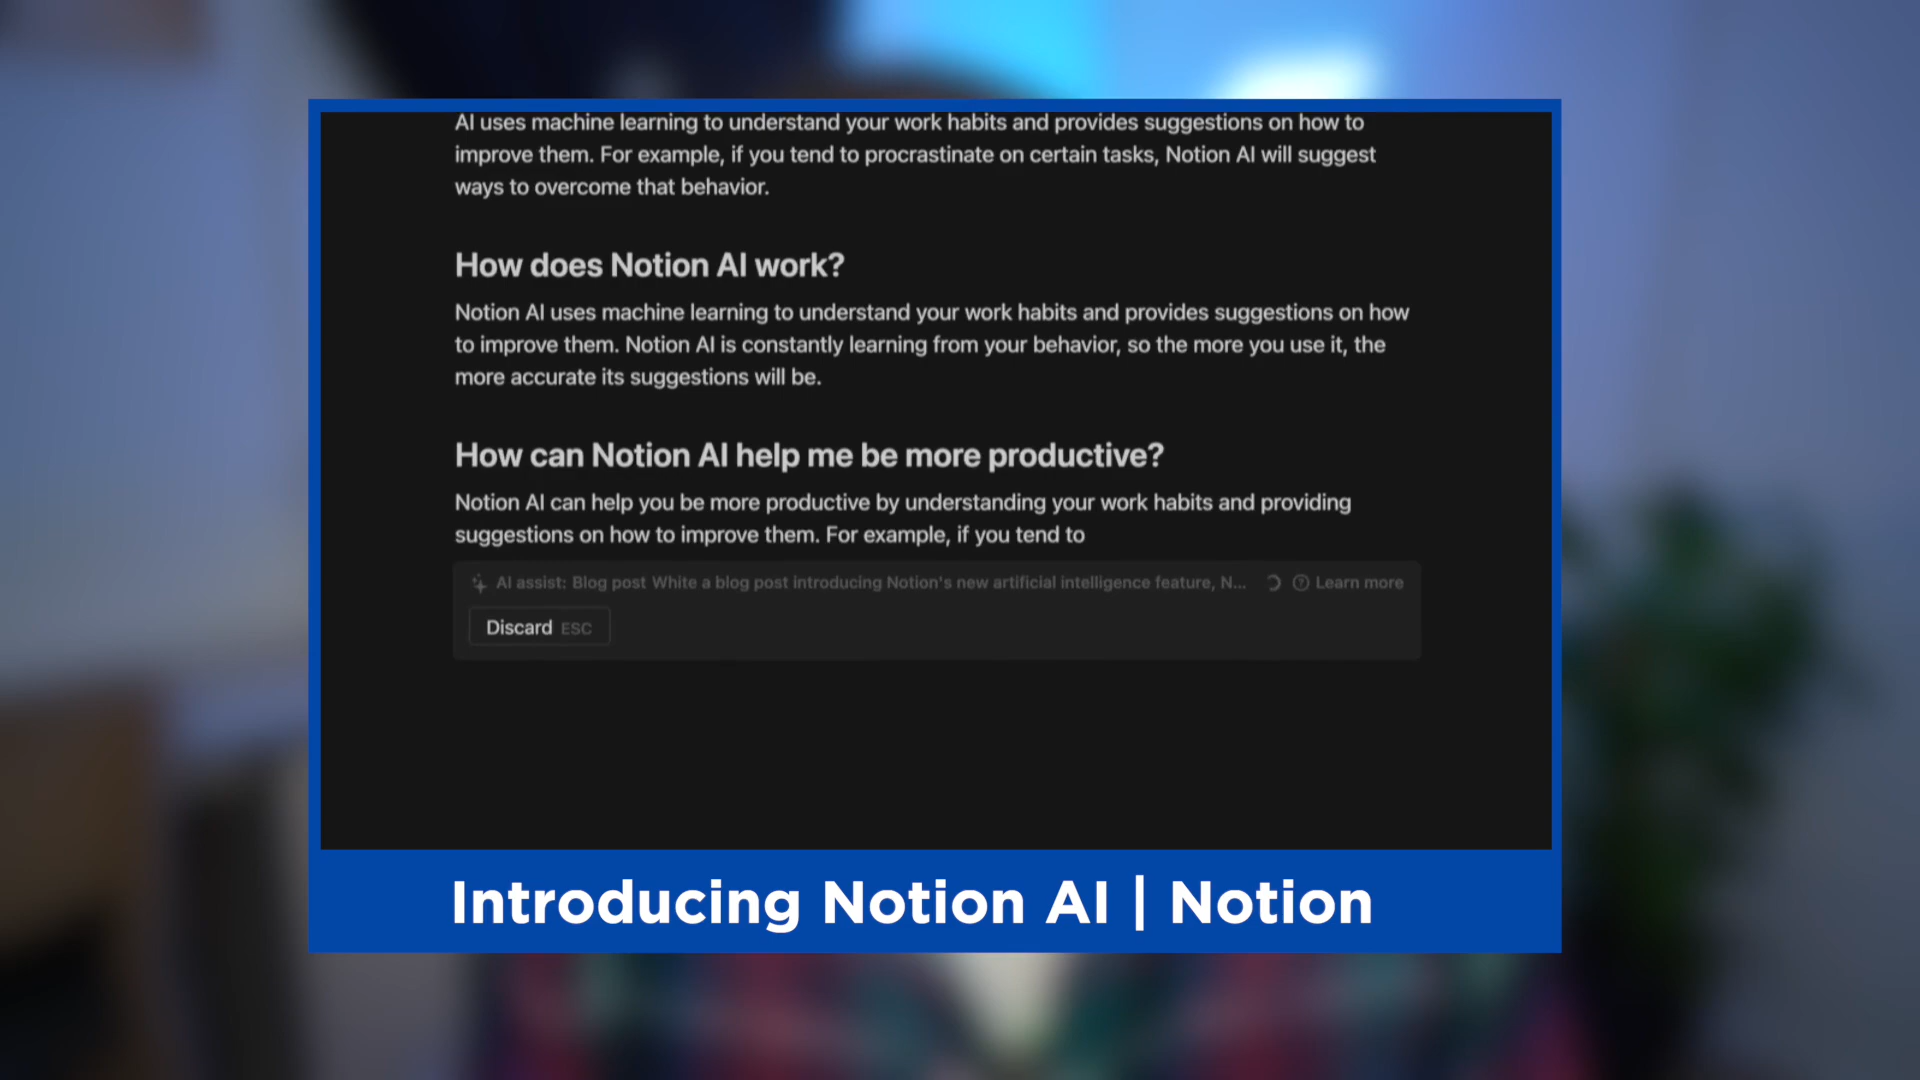 AI uses machine learning to understand your work habits and provides suggestions on how to
improve them. For example, if you tend to procrastinate on certain tasks, Notion AI will suggest
ways to overcome that behavior.
How does Notion AI work?
Notion AI uses machine learning to understand your work habits and provides suggestions on how
to improve them. Notion AI is constantly learning from your behavior, so the more you use it, the
more accurate its suggestions will be.
How can Notion AI help me be more productive?
Notion AI can help you be more productive by understanding your work habits and providing
suggestions on how to improve them. For example, if you tend to
AI assist: Blog post White a blog post introducing Notion's new artificial intelligence feature, N... Learn more
Discard ESC
Introducing Notion AI | Notion